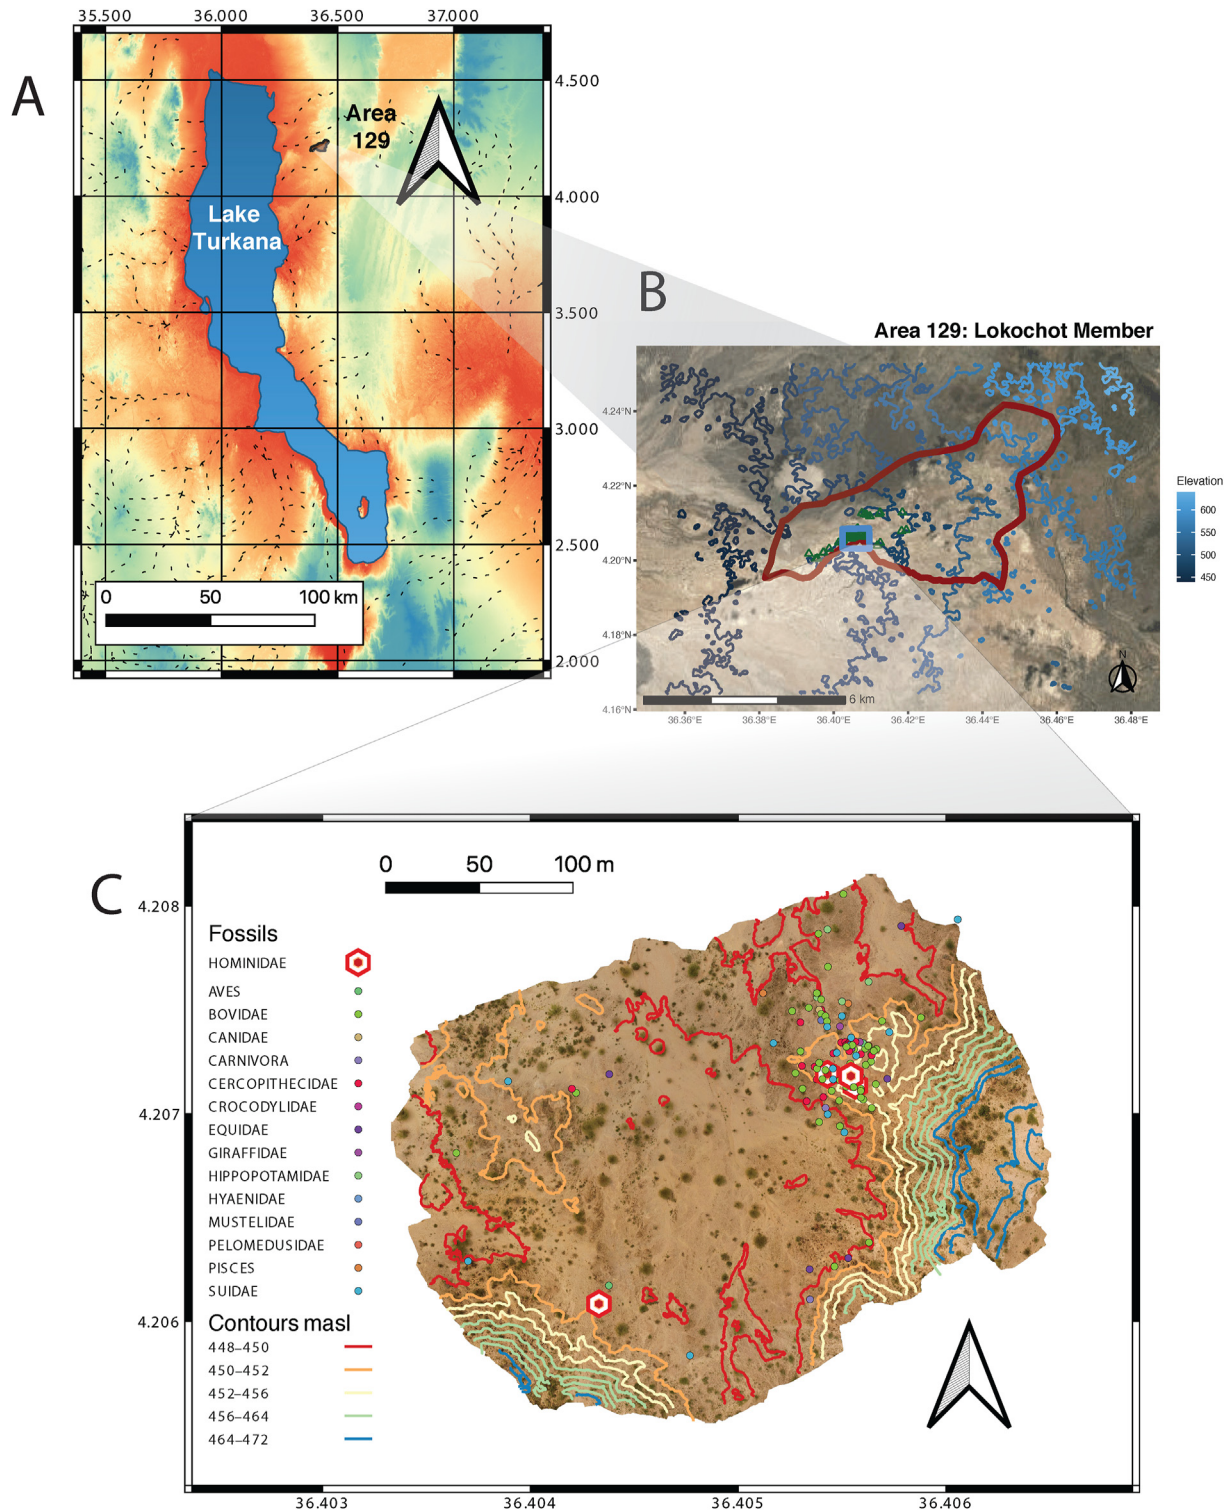 35.500 36.000 36.500 37.000
A
4.500
Area
129
4.000
Lake
Turkana
3.500
3.000
2.500
0 50 100 km
2.000
B
Area 129: Lokochot Member
4.24°N
4.22°N
4.20°N
4.18°N
4.16°N
Elevation
600
550
500
450
N
6 km
36.36°E 36.38°E 36.40°E 36.42°E 36.44°E 36.46°E 36.48°E
C
0 50 100 m
4.208
4.207
4.206
Fossils
HOMINIDAE
AVES
BOVIDAE
CANIDAE
CARNIVORA
CERCOPITHECIDAE
CROCODYLIDAE
EQUIDAE
GIRAFFIDAE
HIPPOPOTAMIDAE
HYAENIDAE
MUSTELIDAE
PELOMEDUSIDAE
PISCES
SUIDAE
Contours masl
448–450
450–452
452–456
456–464
464–472
36.403 36.404 36.405 36.406